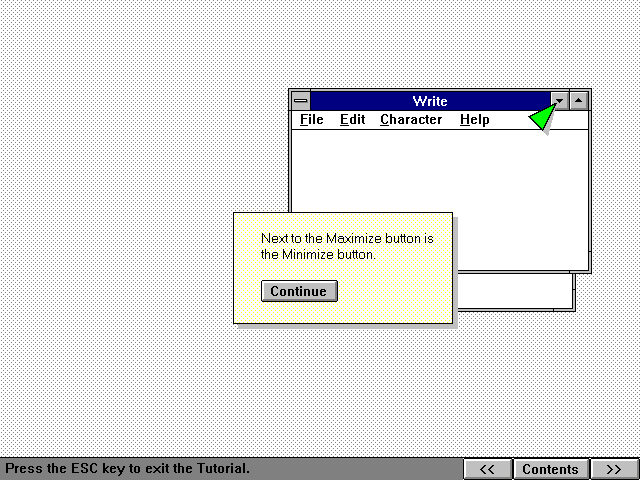 Write
File Edit Character Help
Next to the Maximize button is
the Minimize button.
Continue
Press the ESC key to exit the Tutorial.
<< Contents >>